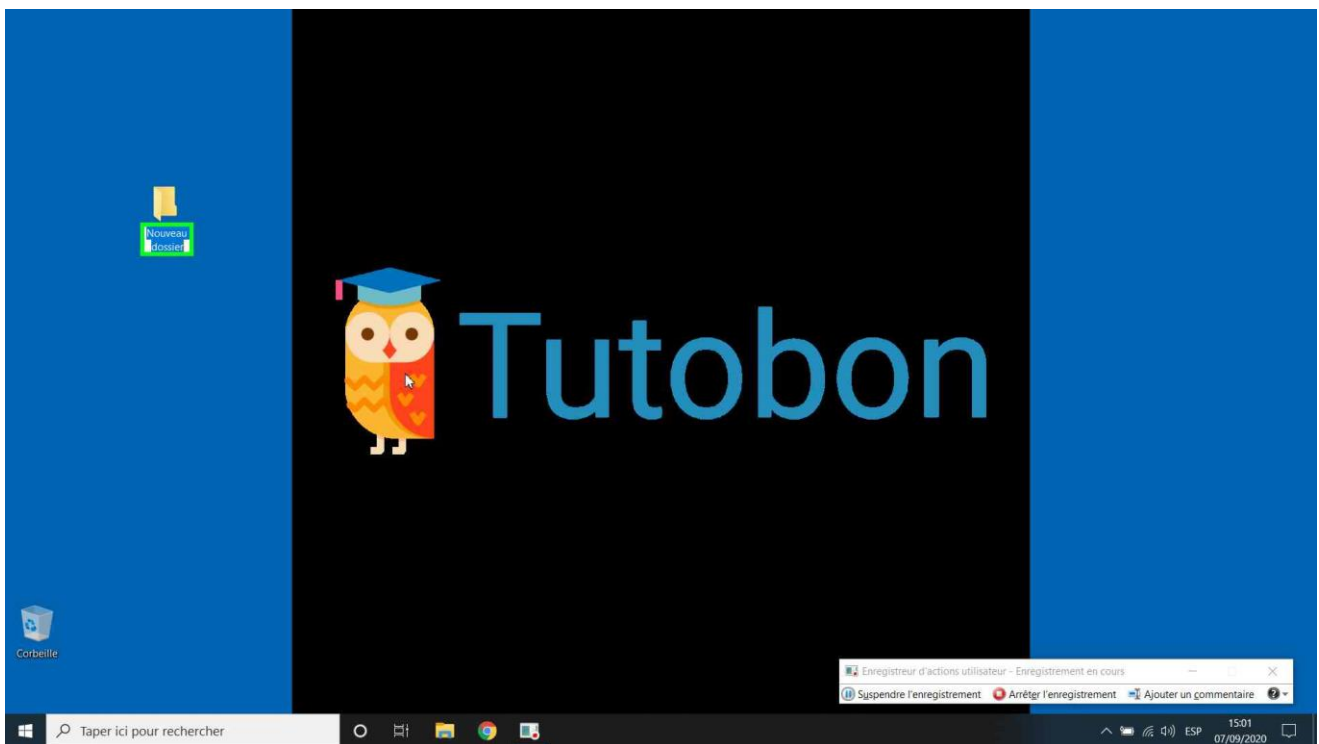 Nouveau
dossier
Tutobon
Corbeille
Enregistreur d'actions utilisateur - Enregistrement en cours
Suspendre l'enregistrement Arrêter l'enregistrement Ajouter un commentaire
Taper ici pour rechercher
ESP
15:01
07/09/2020